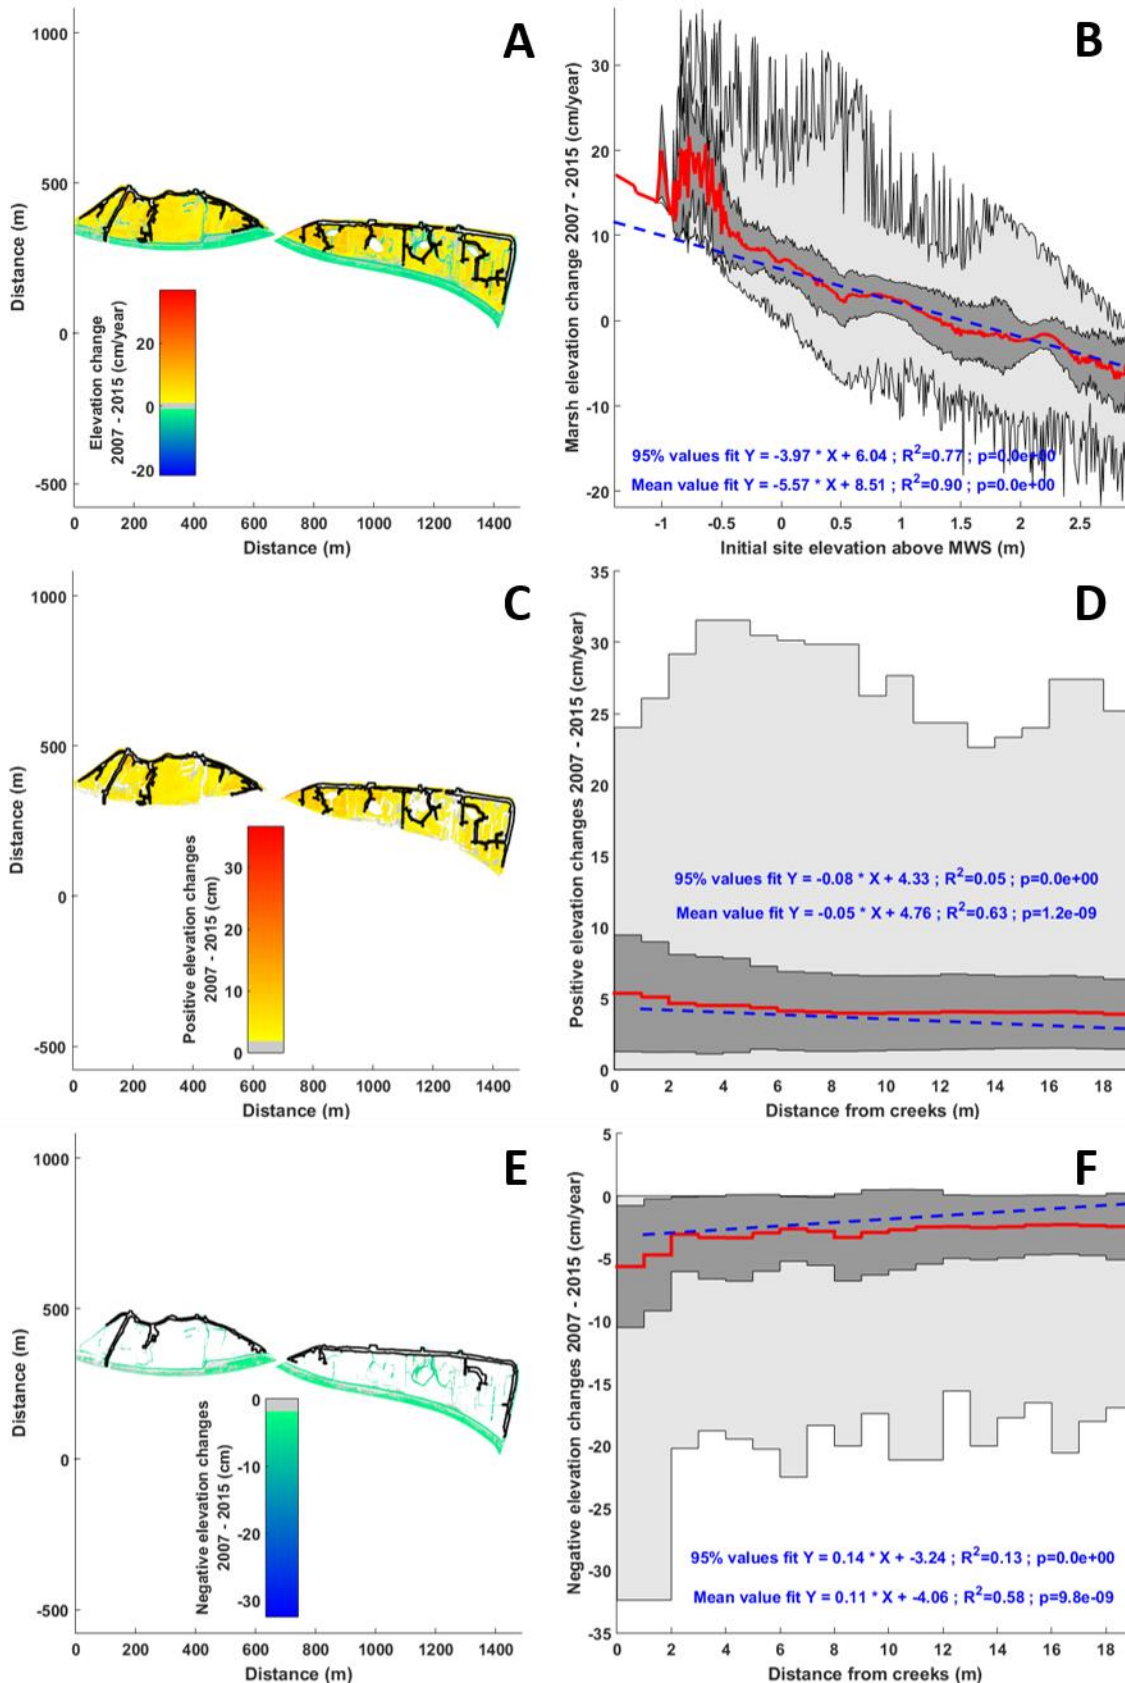 A
1000
500
0
-500
Distance (m)
Elevation change
2007 - 2015 (cm/year)
20
0
-20
0 200 400 600 800 1000 1200 1400
Distance (m)
B
30
20
10
0
-10
-20
Marsh elevation change 2007 - 2015 (cm/year)
95% values fit Y = -3.97 * X + 6.04 ; R2=0.77 ; p=0.0e+00
Mean value fit Y = -5.57 * X + 8.51 ; R2=0.90 ; p=0.0e+00
-1 -0.5 0 0.5 1 1.5 2 2.5
Initial site elevation above MWS (m)
C
1000
500
0
-500
Distance (m)
Positive elevation changes
2007 - 2015 (cm)
30
20
10
0
0 200 400 600 800 1000 1200 1400
Distance (m)
D
35
30
25
20
15
10
5
0
Positive elevation changes 2007 - 2015 (cm/year)
95% values fit Y = -0.08 * X + 4.33 ; R2=0.05 ; p=0.0e+00
Mean value fit Y = -0.05 * X + 4.76 ; R2=0.63 ; p=1.2e-09
0 2 4 6 8 10 12 14 16 18
Distance from creeks (m)
E
1000
500
0
-500
Distance (m)
Negative elevation changes
2007 - 2015 (cm)
0
-10
-20
-30
0 200 400 600 800 1000 1200 1400
Distance (m)
F
5
0
-5
-10
-15
-20
-25
-30
-35
Negative elevation changes 2007 - 2015 (cm/year)
95% values fit Y = 0.14 * X + -3.24 ; R2=0.13 ; p=0.0e+00
Mean value fit Y = 0.11 * X + -4.06 ; R2=0.58 ; p=9.8e-09
0 2 4 6 8 10 12 14 16 18
Distance from creeks (m)